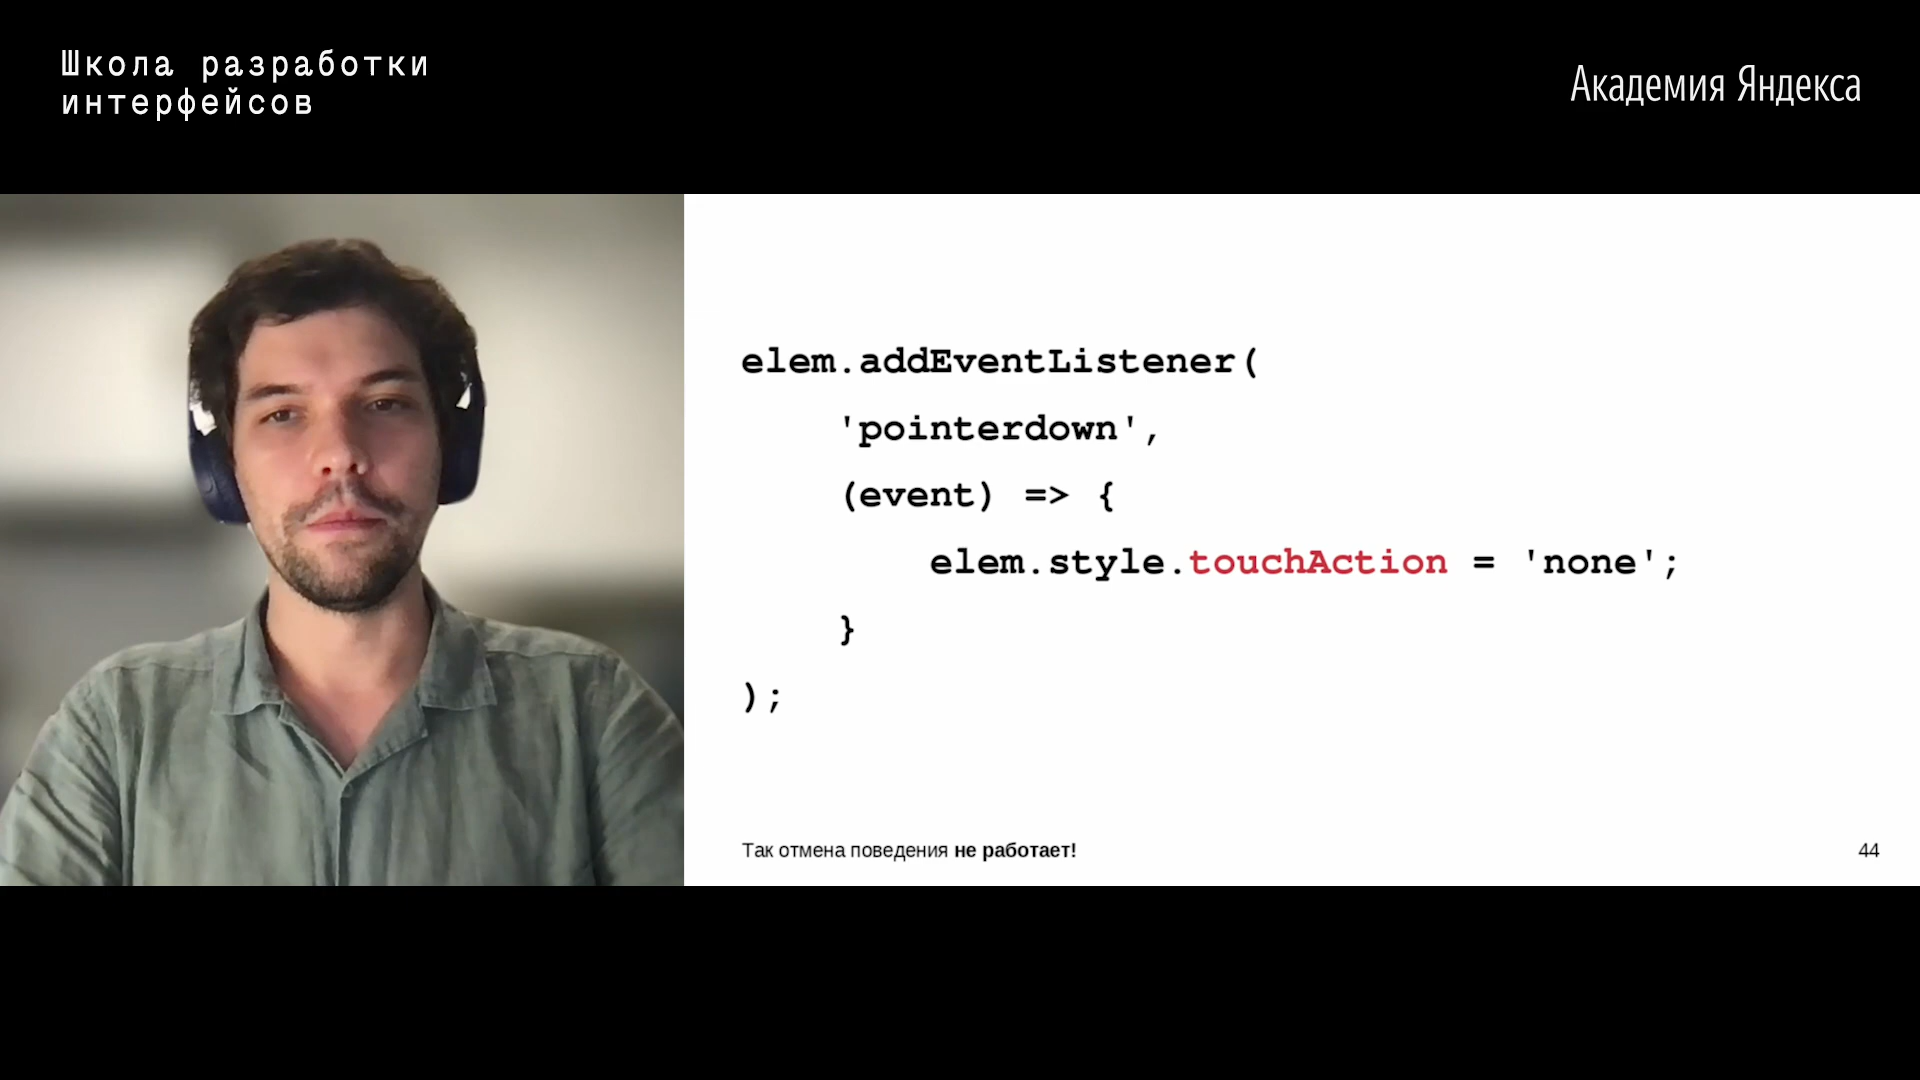 Школа разработки
интерфейсов
Академия Яндекса
elem.addEventListener(
    'pointerdown',
    (event) => {
        elem.style.touchAction = 'none';
    }
);
Так отмена поведения не работает!
44